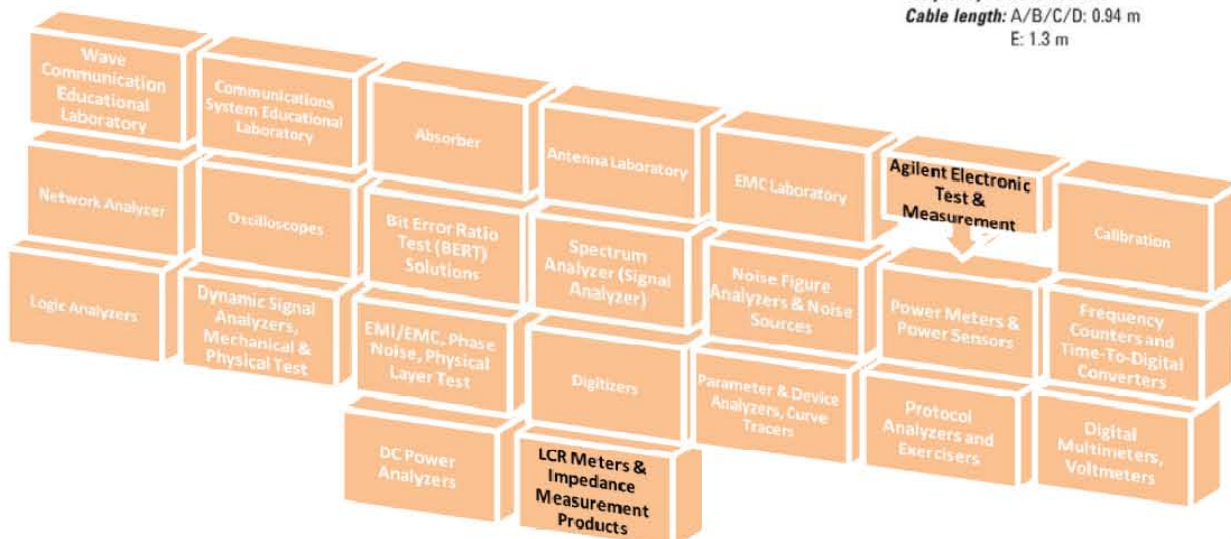 Cable length: A/B/C/D: 0.94 m
E: 1.3 m
Wave
Communication
Educational
Laboratory
Communications
System Educational
Laboratory
Absorber
Antenna Laboratory
EMC Laboratory
Agilent Electronic
Test &
Measurement
Calibration
Network Analyzer
Oscilloscopes
Bit Error Ratio
Test (BERT)
Solutions
Spectrum
Analyzer (Signal
Analyzer)
Noise Figure
Analyzers & Noise
Sources
Power Meters &
Power Sensors
Frequency
Counters and
Time-To-Digital
Converters
Logic Analyzers
Dynamic Signal
Analyzers,
Mechanical &
Physical Test
EMI/EMC, Phase
Noise, Physical
Layer Test
Digitizers
Parameter & Device
Analyzers, Curve
Tracers
Protocol
Analyzers and
Exercisers
Digital
Multimeters,
Voltmeters
DC Power
Analyzers
LCR Meters &
Impedance
Measurement
Products